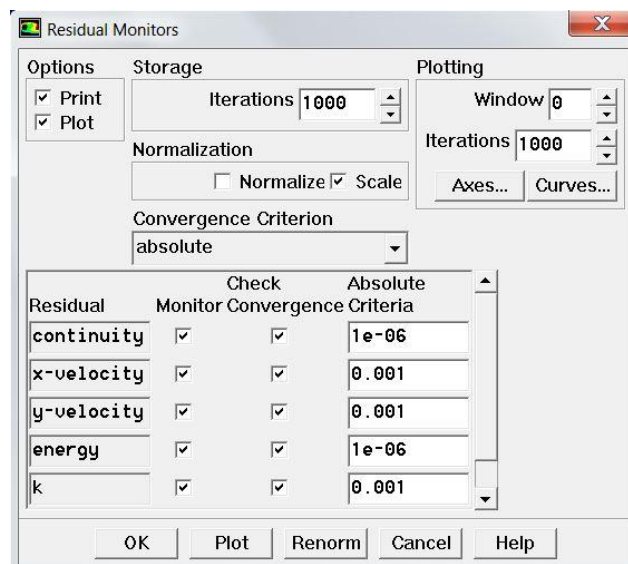 Residual Monitors
Options
Print
Plot
Storage
Iterations 1000
Normalization
Normalize Scale
Convergence Criterion
absolute
Plotting
Window 0
Iterations 1000
Axes... Curves...
Residual Monitor Check Convergence Absolute Criteria
continuity 1e-06
x-velocity 0.001
y-velocity 0.001
energy 1e-06
k 0.001
OK Plot Renorm Cancel Help